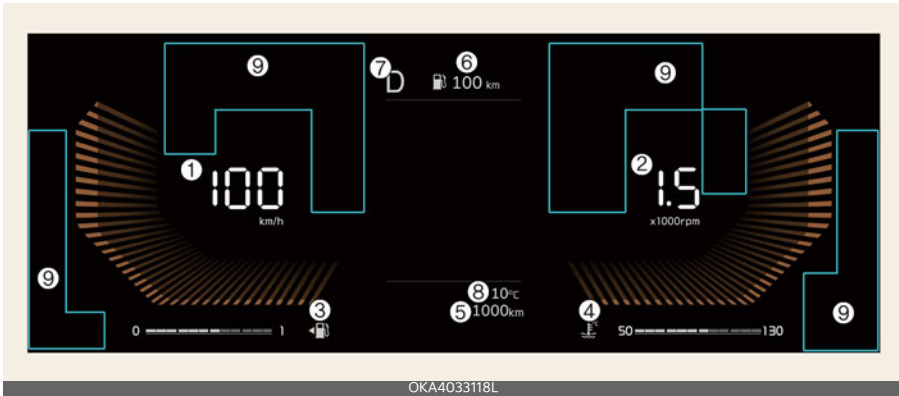 ⑨
⑦ D
⑥
100 km
⑨
① 100
km/h
② 1.5
x1000rpm
⑨
⑧ 10°C
⑤ 1000km
③
④
⑨
0 1
50 130
OKA4033118L